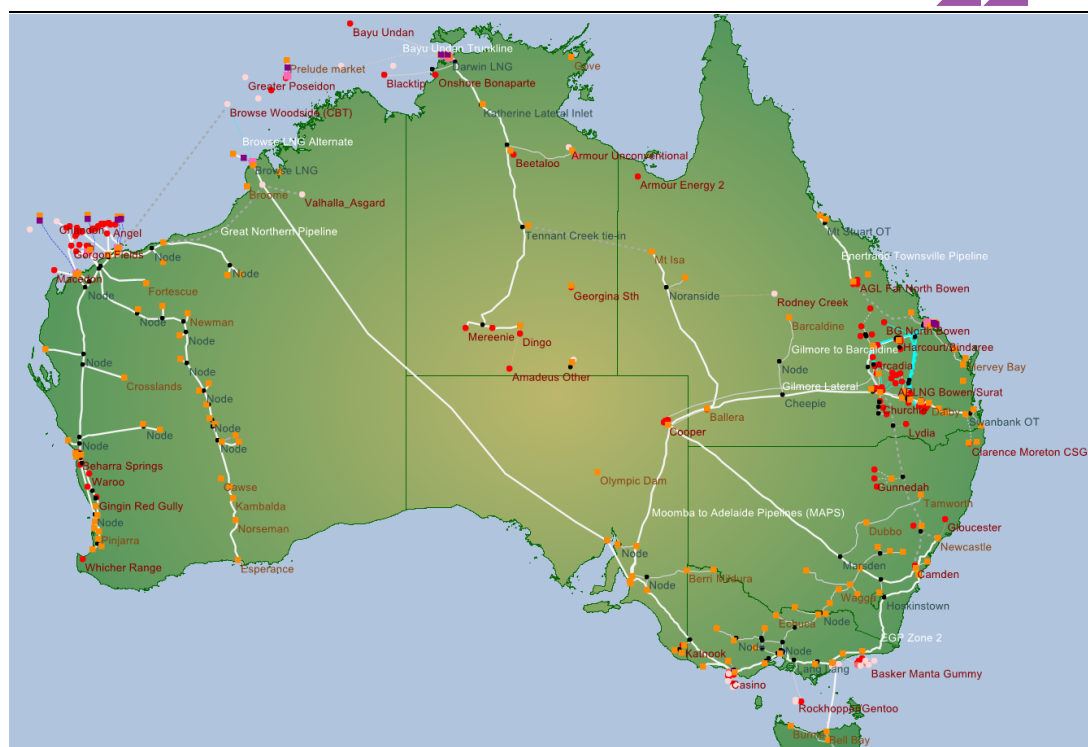 Bayu Undan
Bayu Undan Trunkline
Gove
Prelude market
Darwin LNG
Greater Poseidon
Blacktip
Onshore Bonaparte
Browse Woodside (CBT)
Katherine Lateral Inlet
Browse LNG Alternate
Beetaloo
Armour Unconventional
Browse LNG
Armour Energy 2
Broome
Valhalla_Asgard
Angel
Great Northern Pipeline
Tennant Creek tie-in
Mt Stuart OT
Gorgon Fields
Node
Mt Isa
Enertrade Townsville Pipeline
Macedon
Node
Node
Fortescue
Noranside
Georgina Sth
Rodney Creek
Node
Newman
Barcaldine
BG North Bowen
Mereenie
Dingo
Gilmore to Barcaldine
Harcourt/Bindaree
Node
Node
Node
Arcadia
Hervey Bay
Crosslands
Amadeus Other
Gilmore Lateral
Node
Cheepie
APLNG Bowen/Surat
Ballera
Dalby
Swanbank OT
Cooper
Lydia
Node
Node
Node
Clarence Moreton CSG
Beharra Springs
Waroo
Olympic Dam
Cawse
Gunnedah
Tamworth
Gingin Red Gully
Kambalda
Moomba to Adelaide Pipelines (MAPS)
Node
Norseman
Dubbo
Gloucester
Pinjarra
Newcastle
Node
Whicher Range
Esperance
Marsden
Camden
Node
Berri Mildura
Wagga
Echuca
Node
EGP Zone 2
Katnook
Node
Node
Lang Lang
Basker Manta Gummy
Casino
Rockhopper/Gentoo
Burnie
Bell Bay